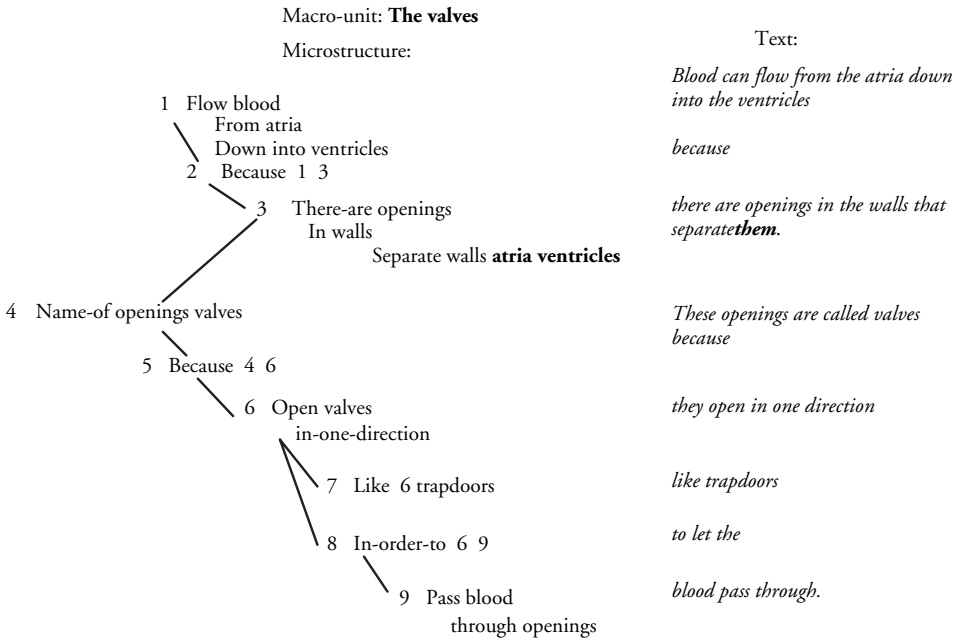 Macro-unit: The valves
Microstructure:
Text:
1 Flow blood
From atria
Down into ventricles
Blood can flow from the atria down
into the ventricles
2 Because 1 3
because
3 There-are openings
In walls
Separate walls atria ventricles
there are openings in the walls that
separatethem.
4 Name-of openings valves
These openings are called valves
because
5 Because 4 6
6 Open valves
in-one-direction
they open in one direction
7 Like 6 trapdoors
like trapdoors
8 In-order-to 6 9
to let the
9 Pass blood
through openings
blood pass through.